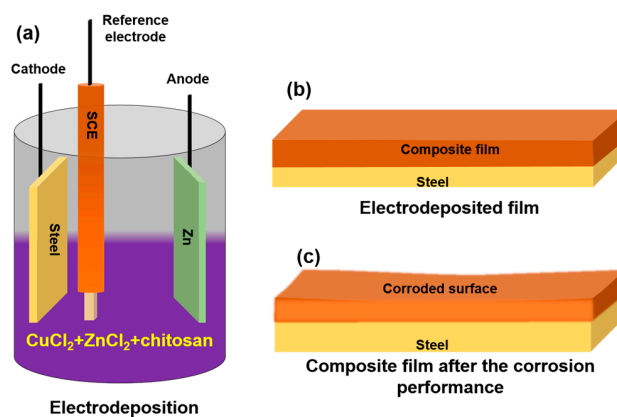 (a)
Reference
electrode
Cathode
Anode
SCE
Steel
Zn
CuCl₂+ZnCl₂+chitosan
Electrodeposition
(b)
Composite film
Steel
Electrodeposited film
(c)
Corroded surface
Steel
Composite film after the corrosion
performance